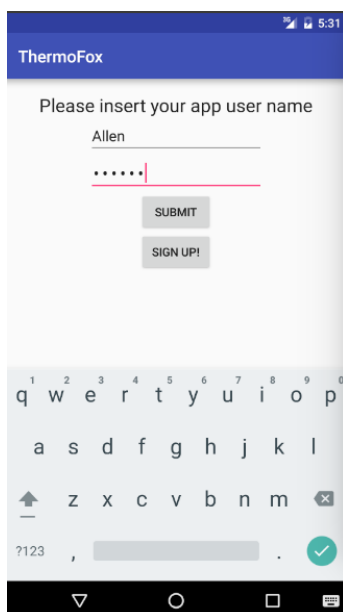 3G 5:31
ThermoFox
Please insert your app user name
Allen
••••••
SUBMIT
SIGN UP!
1 2 3 4 5 6 7 8 9 0
q w e r t y u i o p
a s d f g h j k l
z x c v b n m
?123 , .